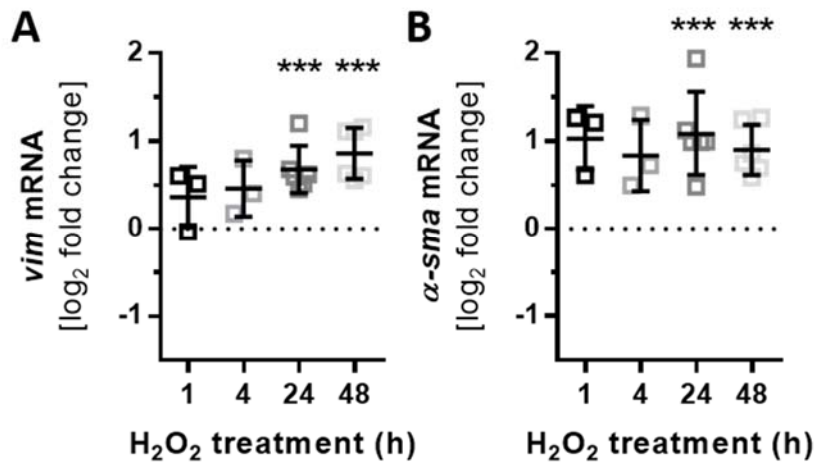 A
vim mRNA
[log₂ fold change]
2
1
0
-1
*** ***
1 4 24 48
H₂O₂ treatment (h)
B
α-sma mRNA
[log₂ fold change]
2
1
0
-1
*** ***
1 4 24 48
H₂O₂ treatment (h)